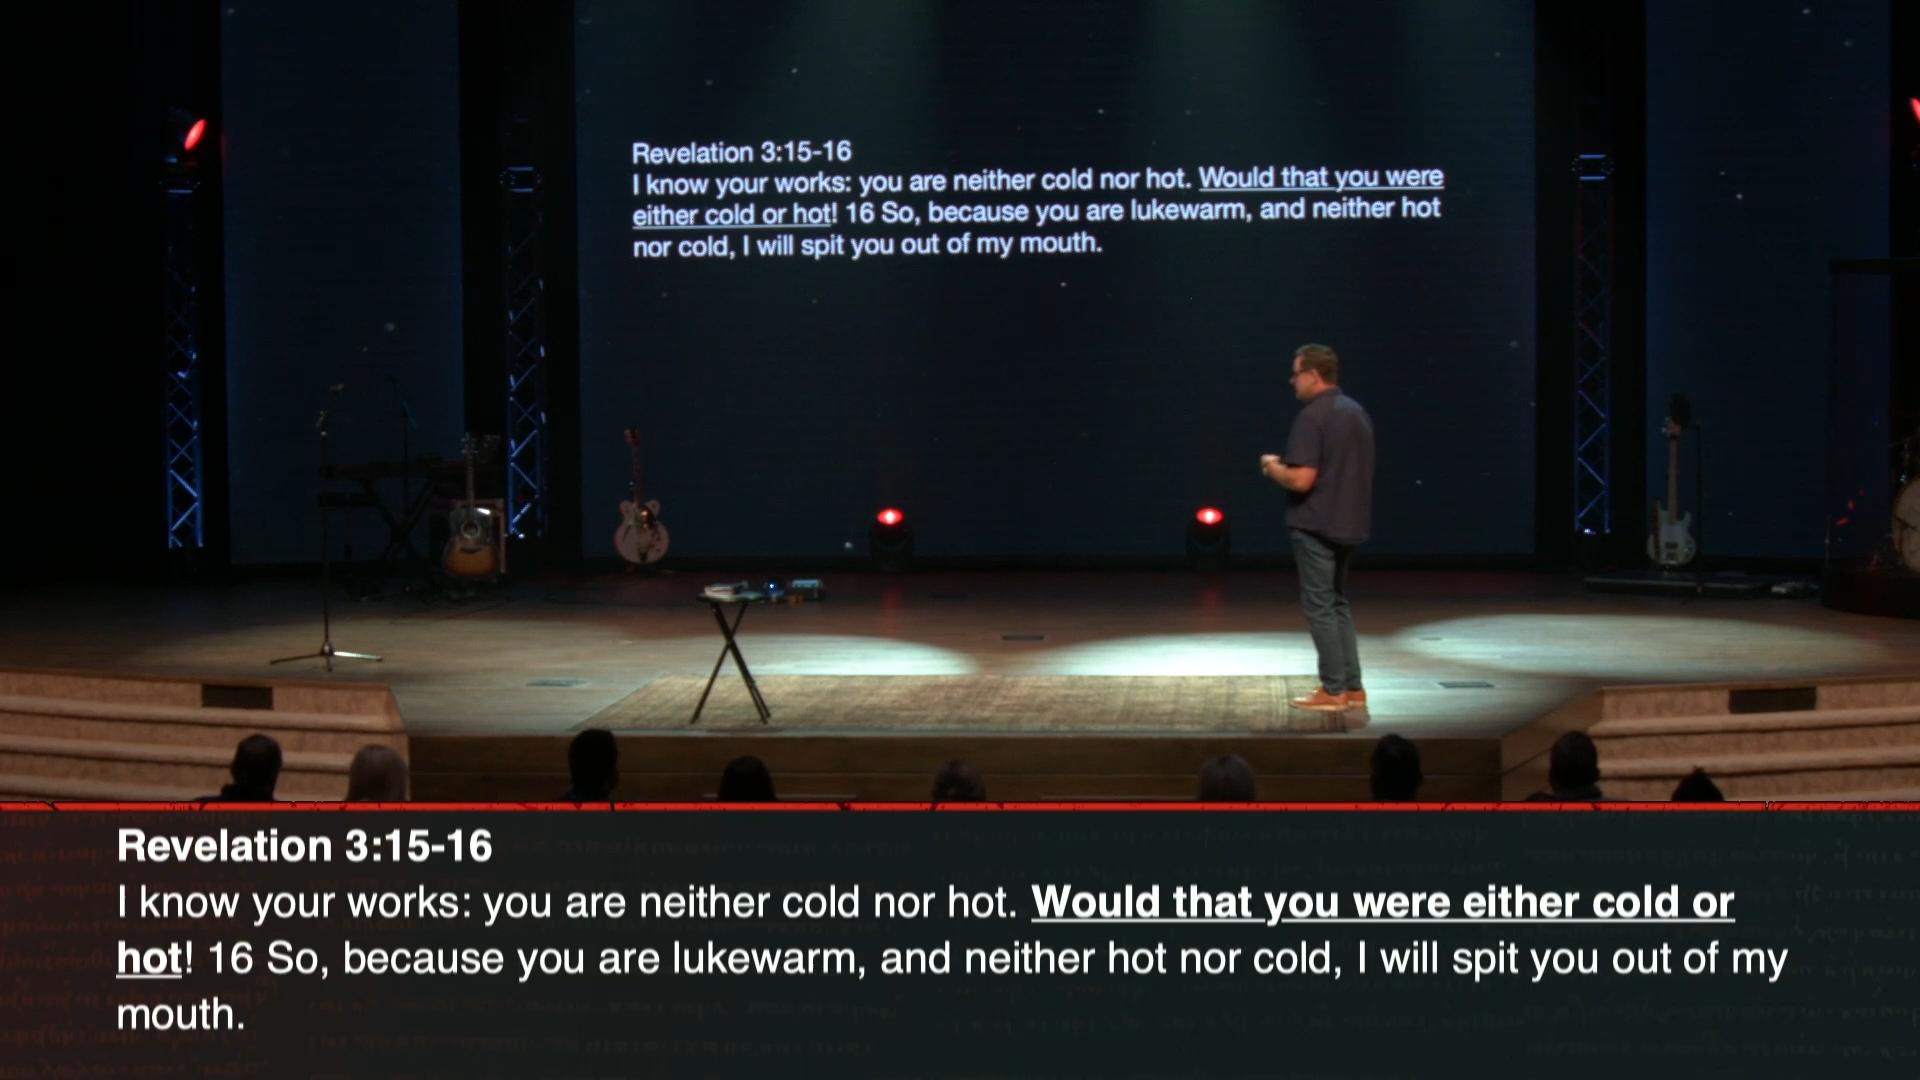 Revelation 3:15-16
I know your works: you are neither cold nor hot. Would that you were
either cold or hot! 16 So, because you are lukewarm, and neither hot
nor cold, I will spit you out of my mouth.
Revelation 3:15-16
I know your works: you are neither cold nor hot. Would that you were either cold or
hot! 16 So, because you are lukewarm, and neither hot nor cold, I will spit you out of my
mouth.